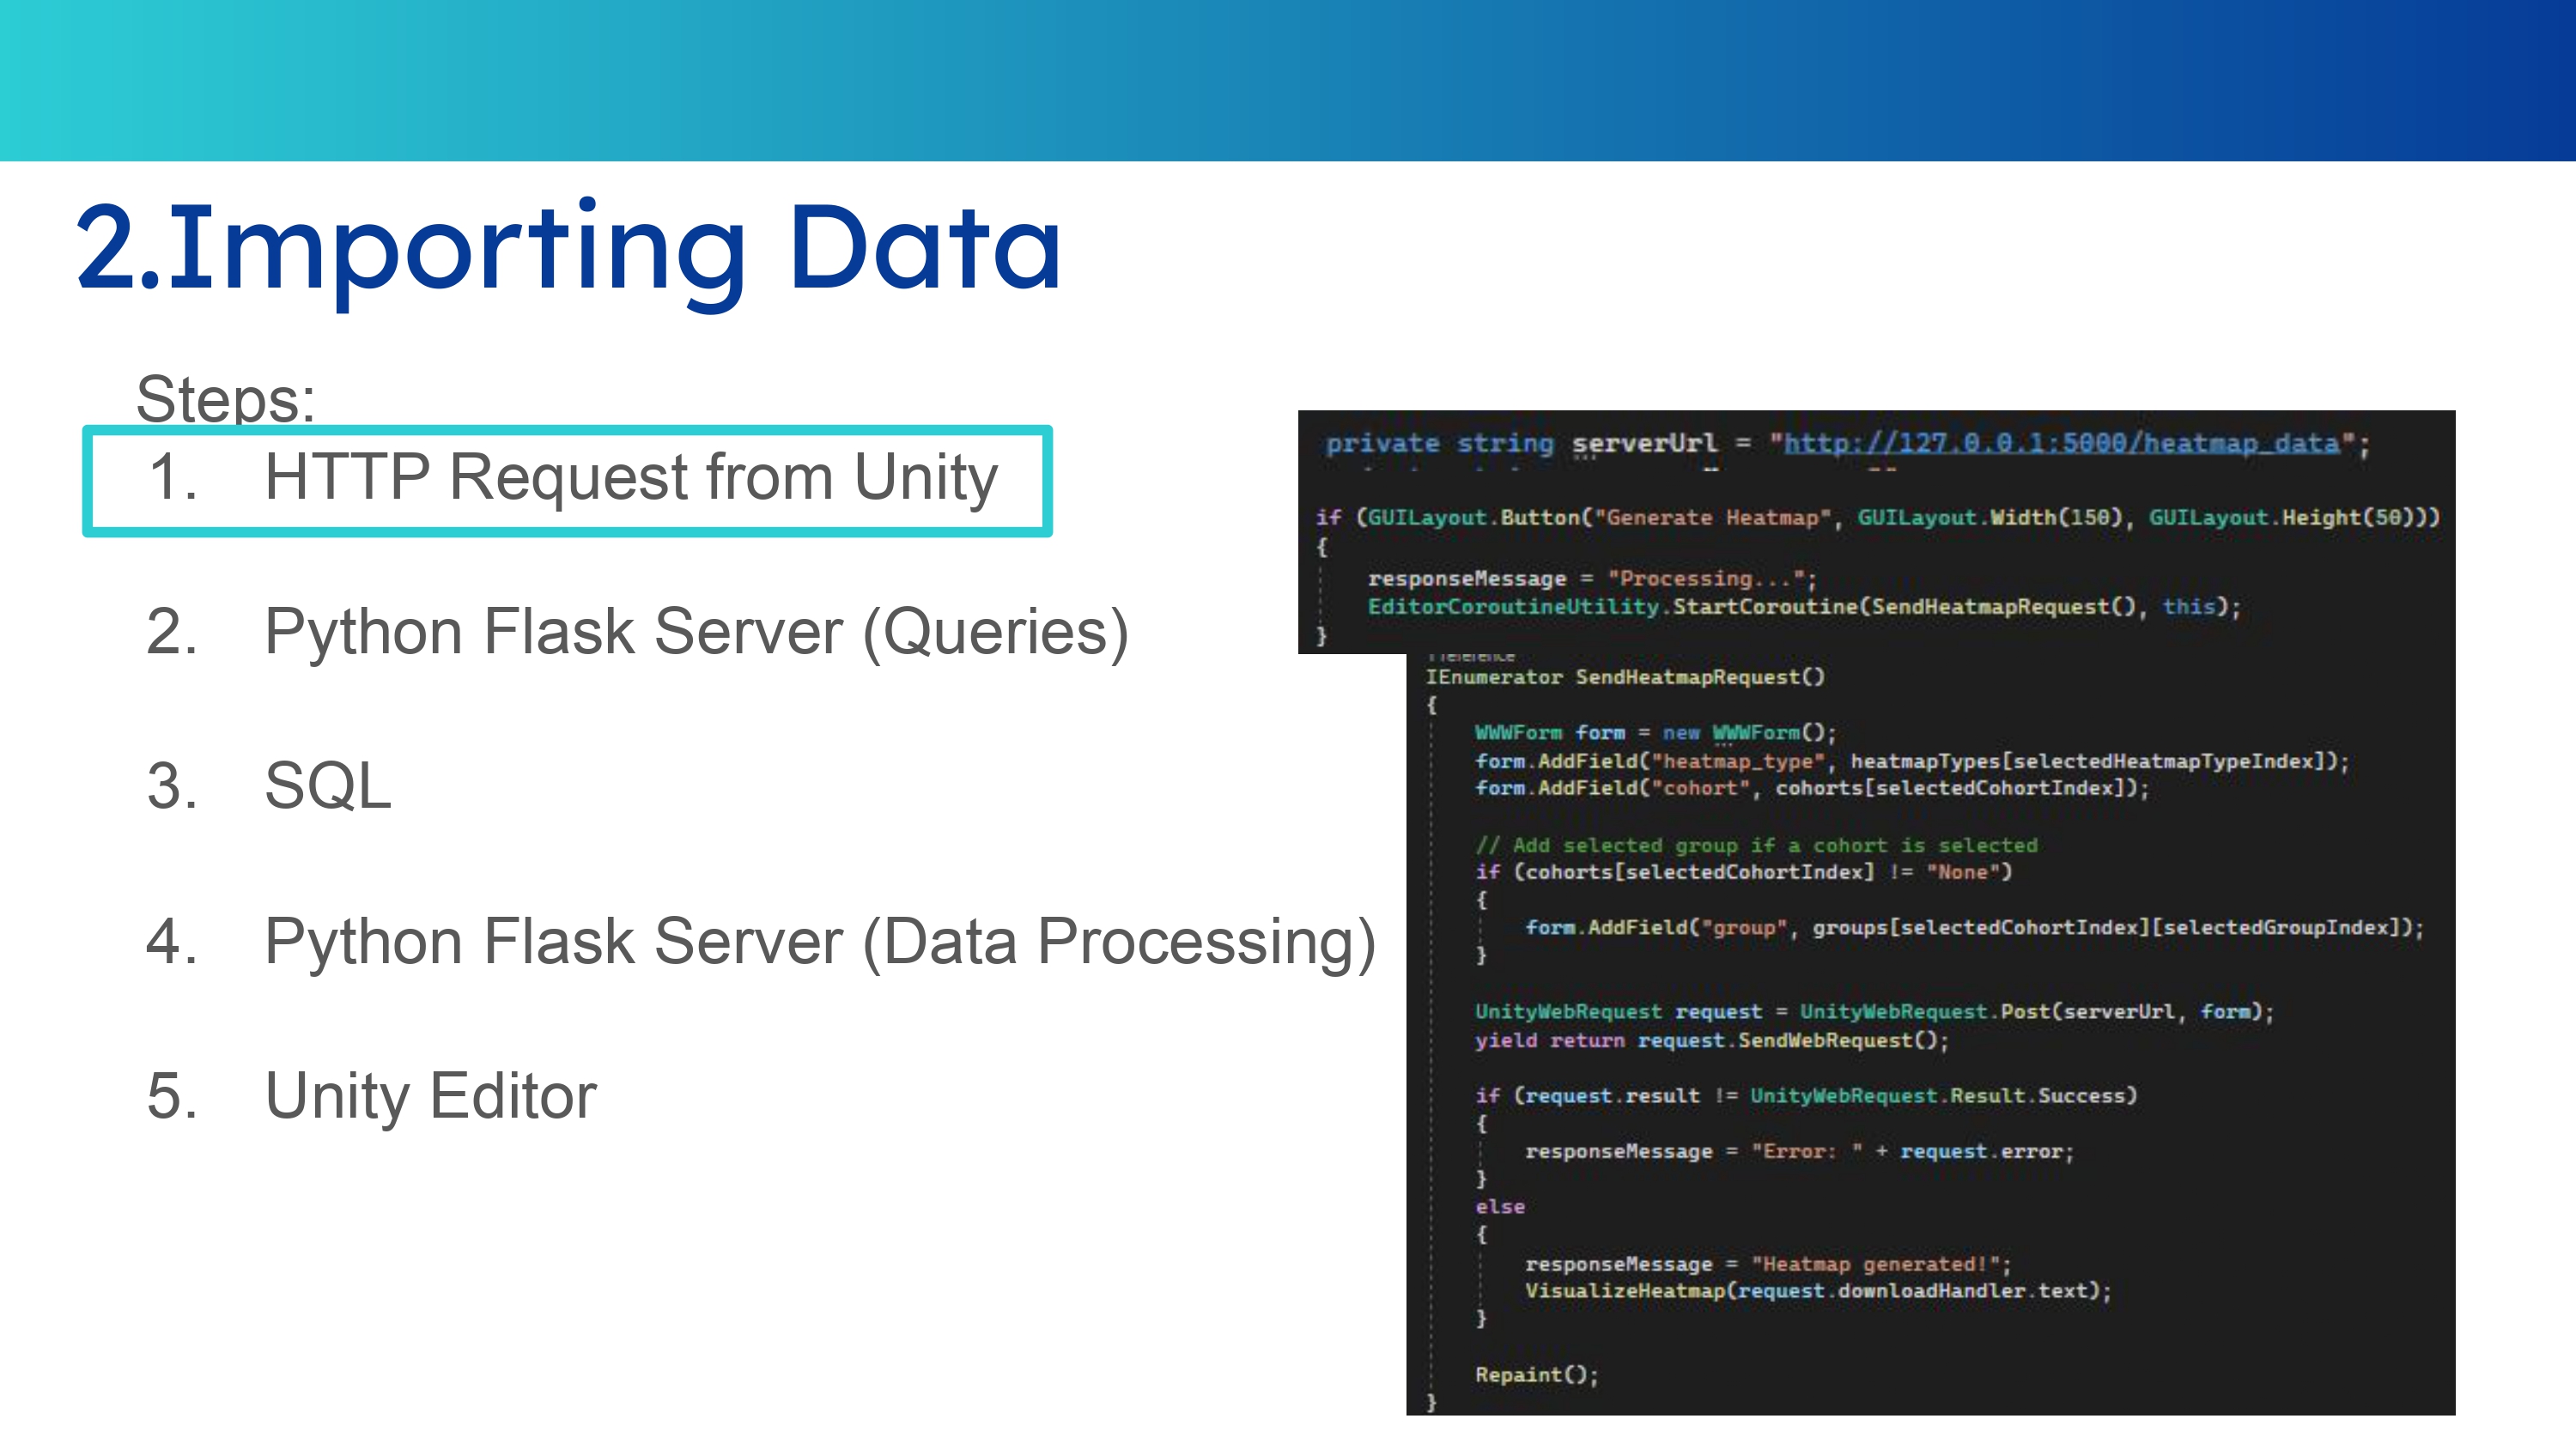 2.Importing Data
Steps:
1. HTTP Request from Unity
2. Python Flask Server (Queries)
3. SQL
4. Python Flask Server (Data Processing)
5. Unity Editor
private string serverUrl = "http://127.0.0.1:5000/heatmap_data";
if (GUILayout.Button("Generate Heatmap", GUILayout.Width(150), GUILayout.Height(50)))
{
responseMessage = "Processing...";
EditorCoroutineUtility.StartCoroutine(SendHeatmapRequest(), this);
}
IEnumerator SendHeatmapRequest()
{
WWWForm form = new WWWForm();
form.AddField("heatmap_type", heatmapTypes[selectedHeatmapTypeIndex]);
form.AddField("cohort", cohorts[selectedCohortIndex]);
// Add selected group if a cohort is selected
if (cohorts[selectedCohortIndex] != "None")
{
form.AddField("group", groups[selectedCohortIndex][selectedGroupIndex]);
}
UnityWebRequest request = UnityWebRequest.Post(serverUrl, form);
yield return request.SendWebRequest();
if (request.result != UnityWebRequest.Result.Success)
{
responseMessage = "Error: " + request.error;
}
else
{
responseMessage = "Heatmap generated!";
VisualizeHeatmap(request.downloadHandler.text);
}
Repaint();
}